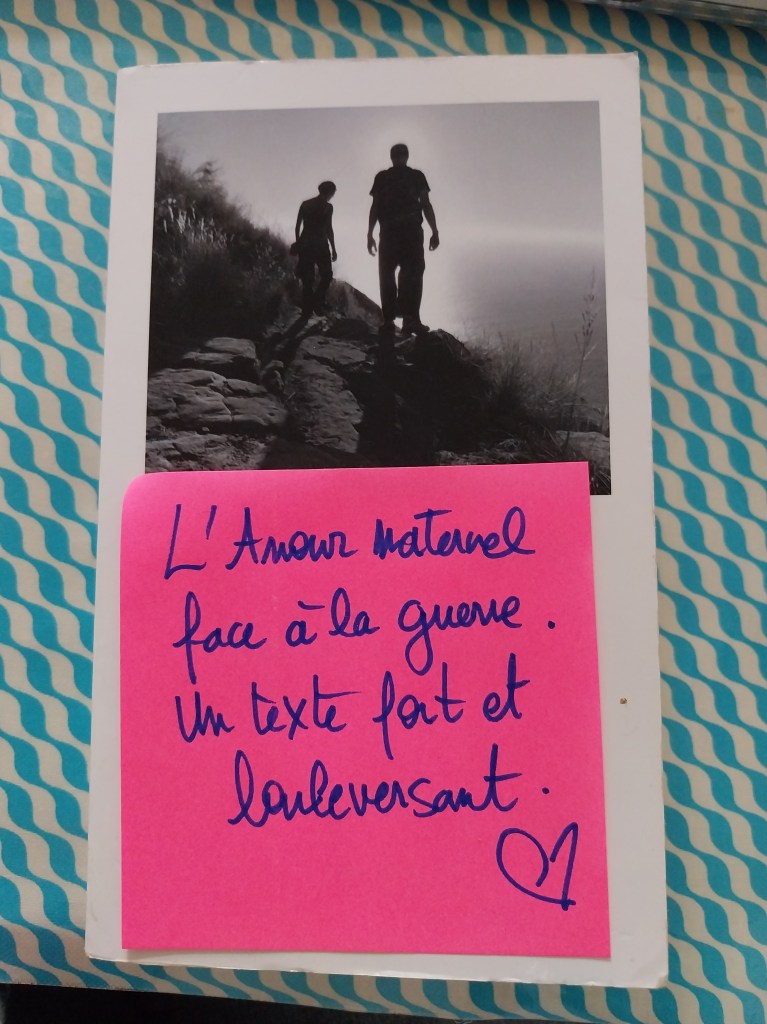 L'Amour maternel
face à la guerre.
Un texte fort et
bouleversant.